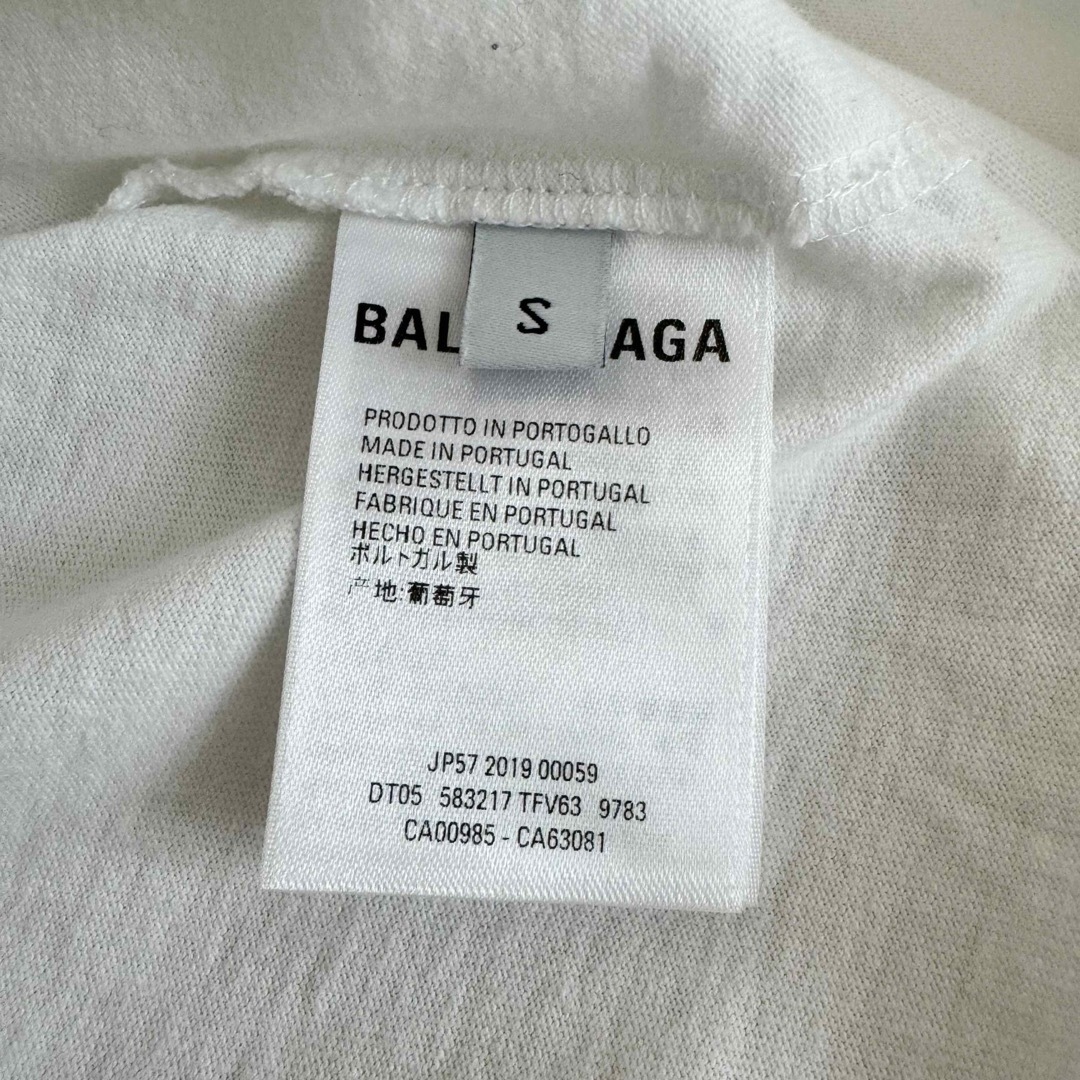 S
BAL AGA
PRODOTTO IN PORTOGALLO
MADE IN PORTUGAL
HERGESTELLT IN PORTUGAL
FABRIQUE EN PORTUGAL
HECHO EN PORTUGAL
ポルトガル製
产地:葡萄牙
JP57 2019 00059
DT05 583217 TFV63 9783
CA00985 - CA63081